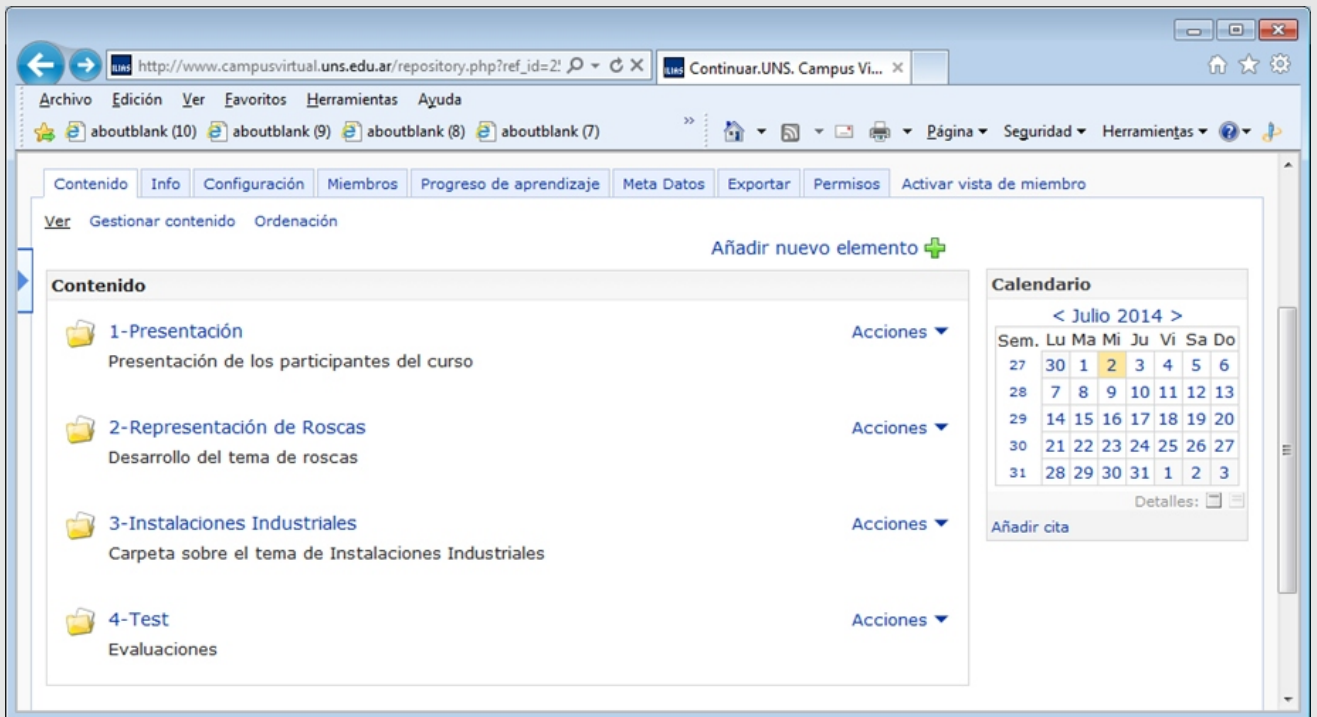 ILIAS http://www.campusvirtual.uns.edu.ar/repository.php?ref_id=2
ILIAS Continuar.UNS. Campus Vi...
Archivo Edición Ver Favoritos Herramientas Ayuda
aboutblank (10) aboutblank (9) aboutblank (8) aboutblank (7) » Página Seguridad Herramientas
Contenido Info Configuración Miembros Progreso de aprendizaje Meta Datos Exportar Permisos Activar vista de miembro
Ver Gestionar contenido Ordenación
Añadir nuevo elemento
Contenido
1-Presentación Acciones
Presentación de los participantes del curso
2-Representación de Roscas Acciones
Desarrollo del tema de roscas
3-Instalaciones Industriales Acciones
Carpeta sobre el tema de Instalaciones Industriales
4-Test Acciones
Evaluaciones
Calendario
< Julio 2014 >
Sem. Lu Ma Mi Ju Vi Sa Do
27 30 1 2 3 4 5 6
28 7 8 9 10 11 12 13
29 14 15 16 17 18 19 20
30 21 22 23 24 25 26 27
31 28 29 30 31 1 2 3
Detalles:
Añadir cita